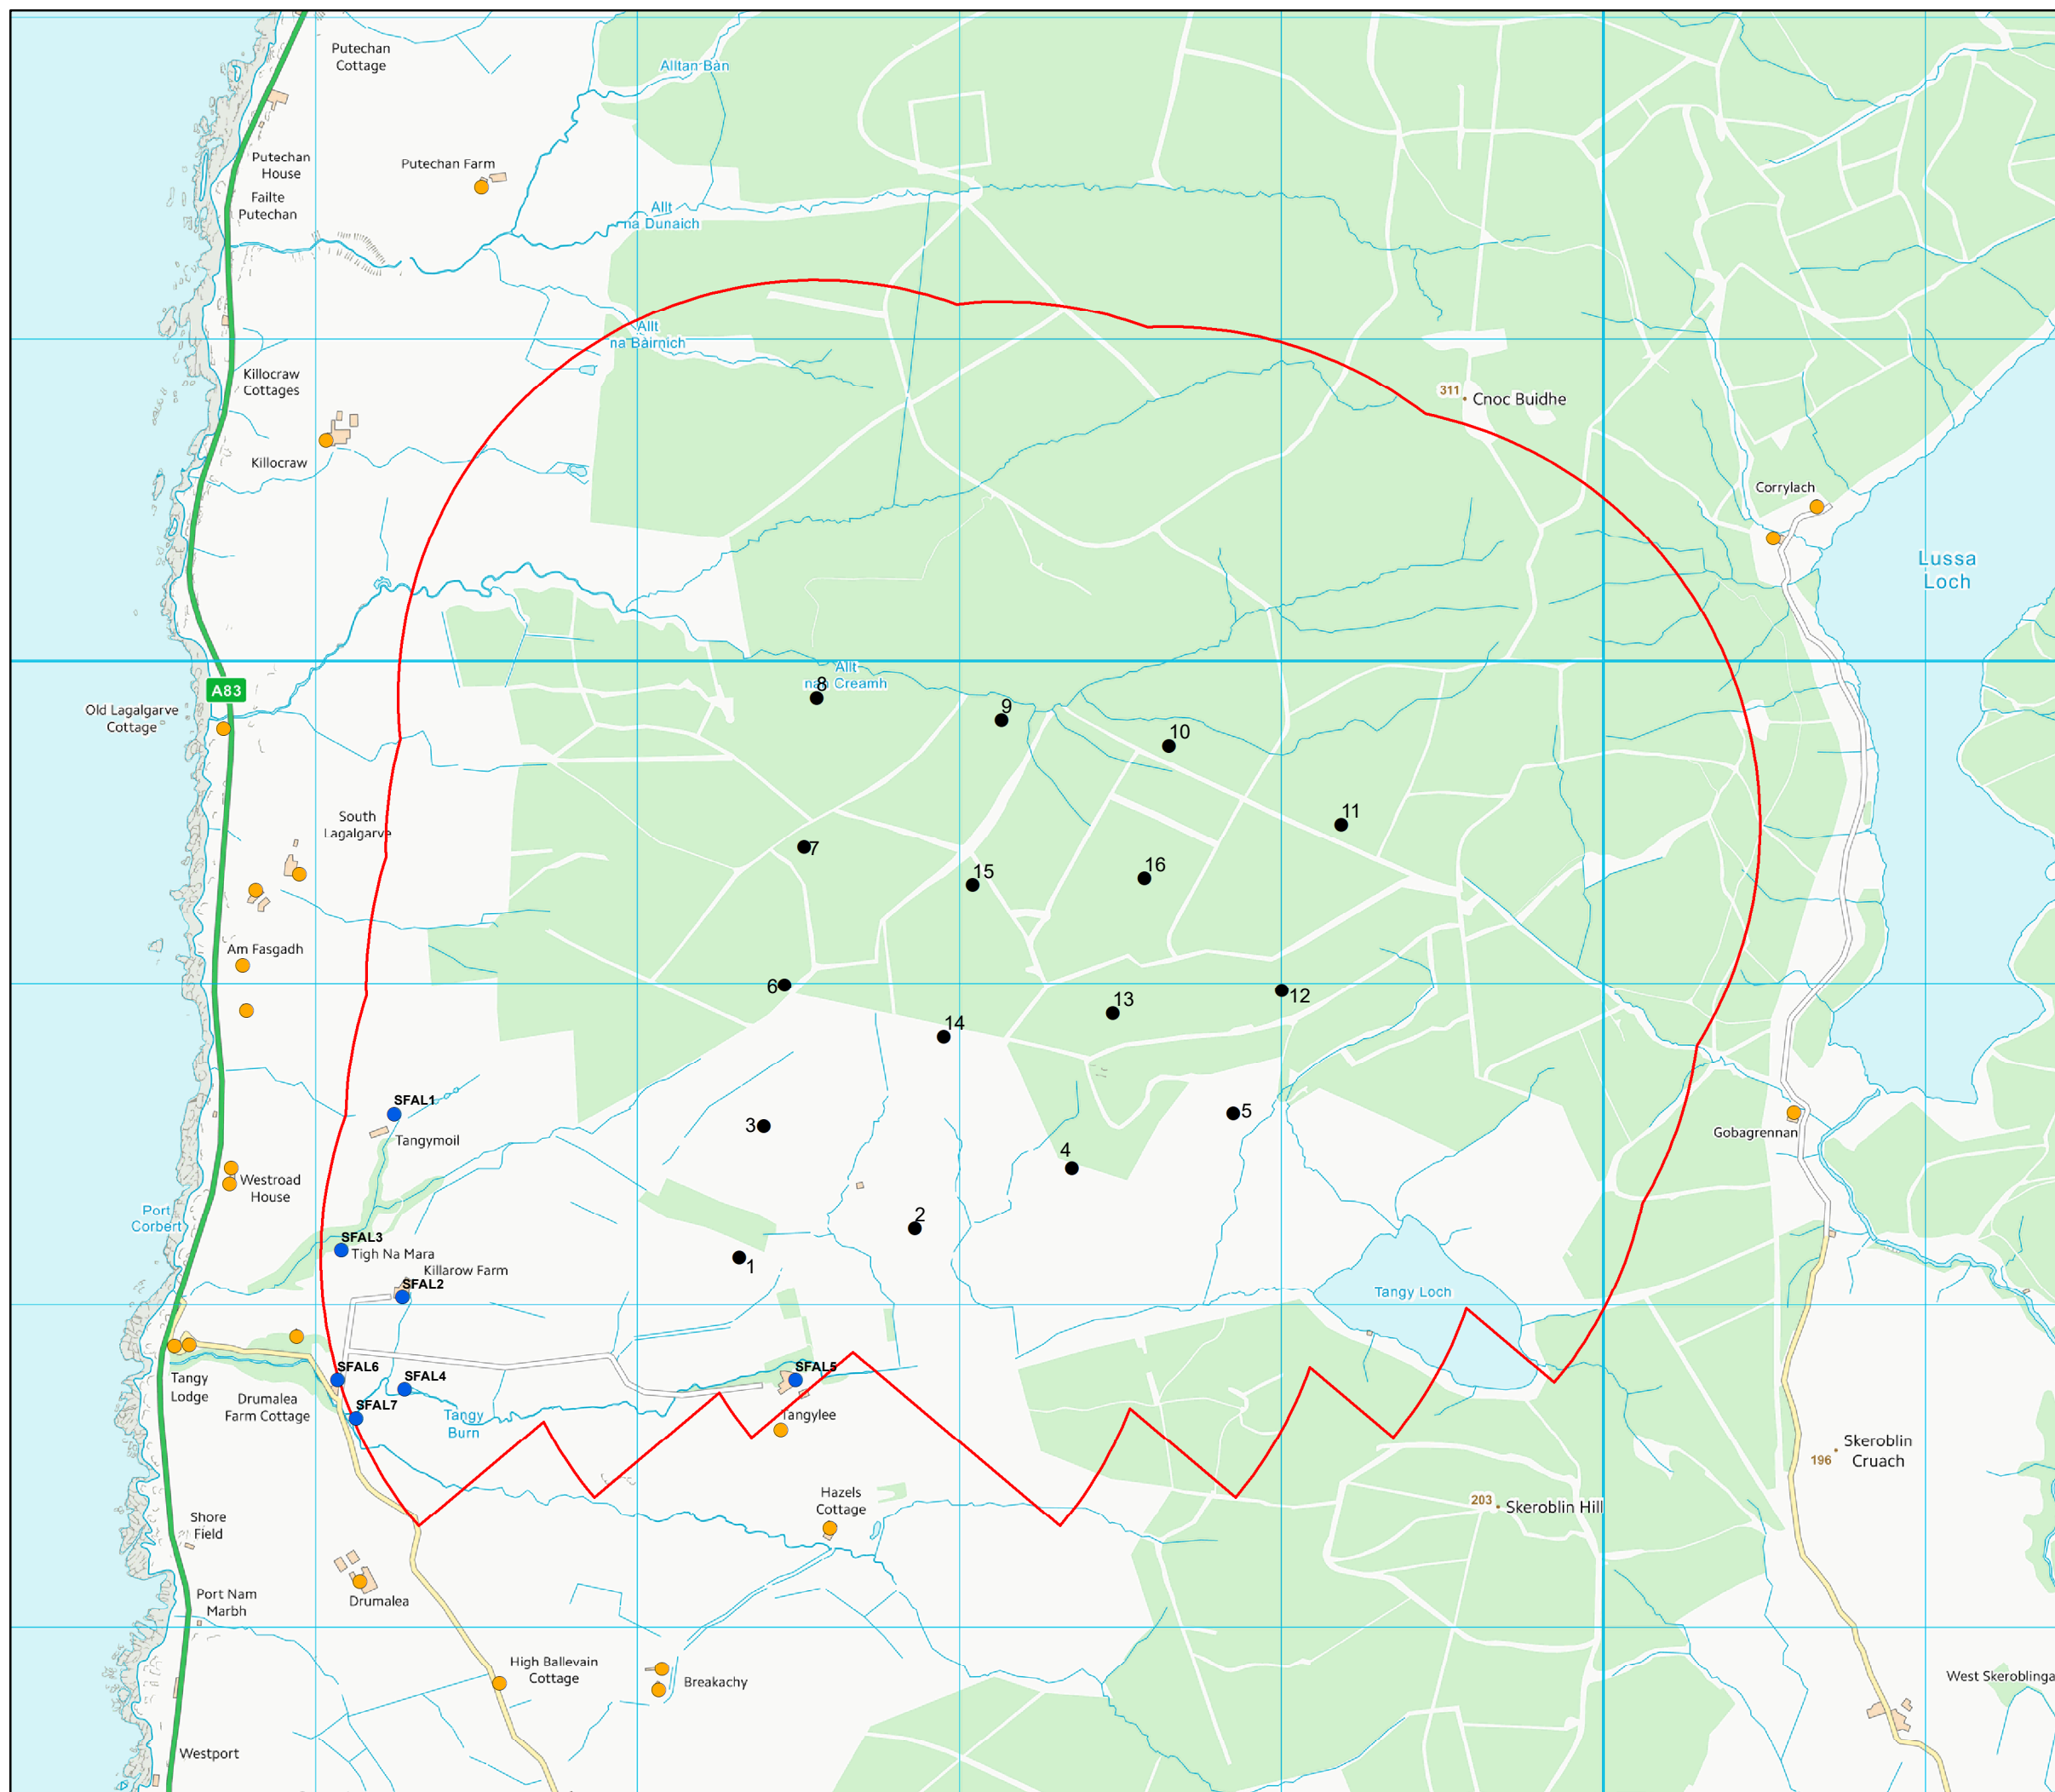 Putechan
Cottage
Alltan Bàn
Putechan
House
Putechan Farm
Failte
Putechan
Allt
na Dunaich
Allt
na Bàirnich
Killocraw
Cottages
311
Cnoc Buidhe
Killocraw
Corrylach
Lussa
Loch
A83
Old Lagalgarve
Cottage
Allt
nan Creamh
8
9
10
11
South
Lagalgarve
7
15
16
Am Fasgadh
6
14
13
12
SFAL1
Tangymoil
3
5
4
Gobagrennan
Westroad
House
Port
Corbert
2
SFAL3
Tigh Na Mara
Killarow Farm
SFAL2
1
Tangy Loch
Tangy
Lodge
SFAL6
SFAL4
SFAL5
Drumalea
Farm Cottage
SFAL7
Tangy
Burn
Tangylee
Skeroblin
Cruach
196
Hazels
Cottage
203
Skeroblin Hill
Shore
Field
Port Nam
Marbh
Drumalea
High Ballevain
Cottage
Breakachy
West Skeroblinga
Westport